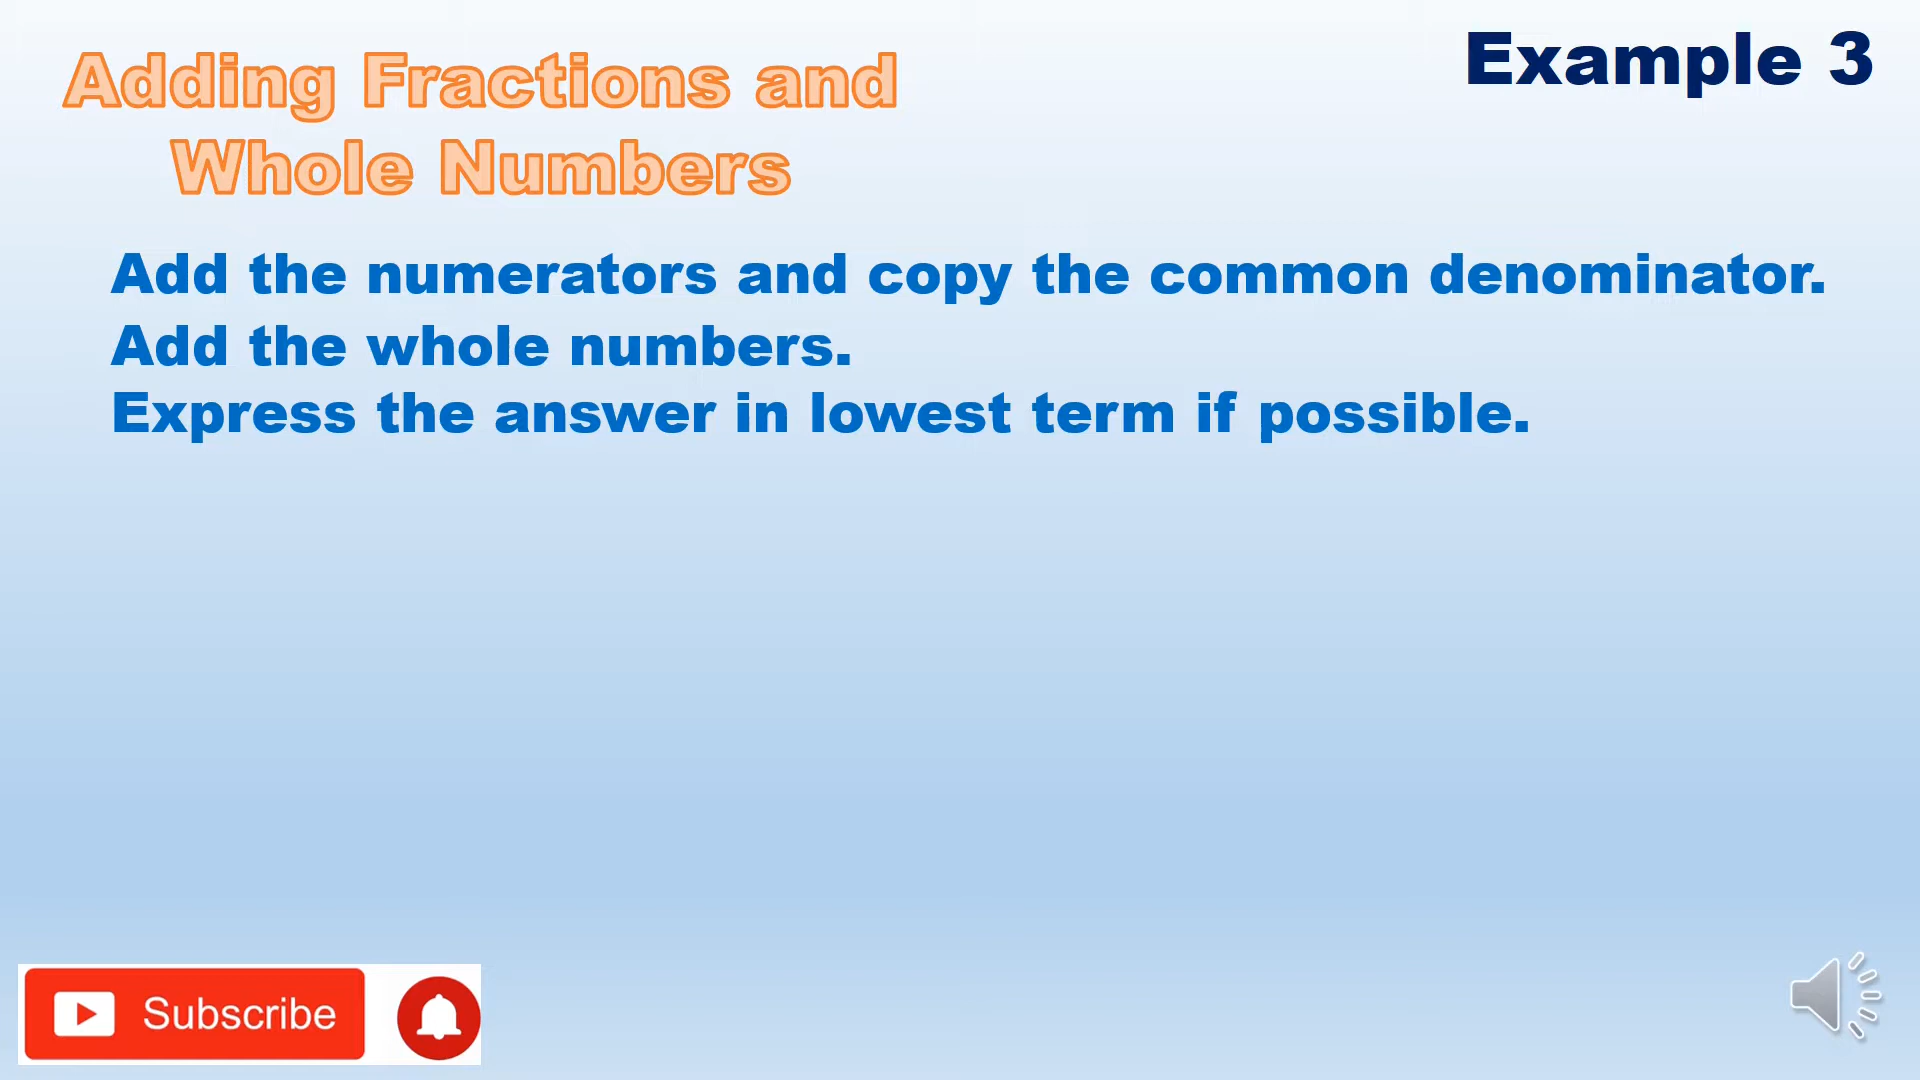 Adding Fractions and
Whole Numbers
Example 3
Add the numerators and copy the common denominator.
Add the whole numbers.
Express the answer in lowest term if possible.
Subscribe